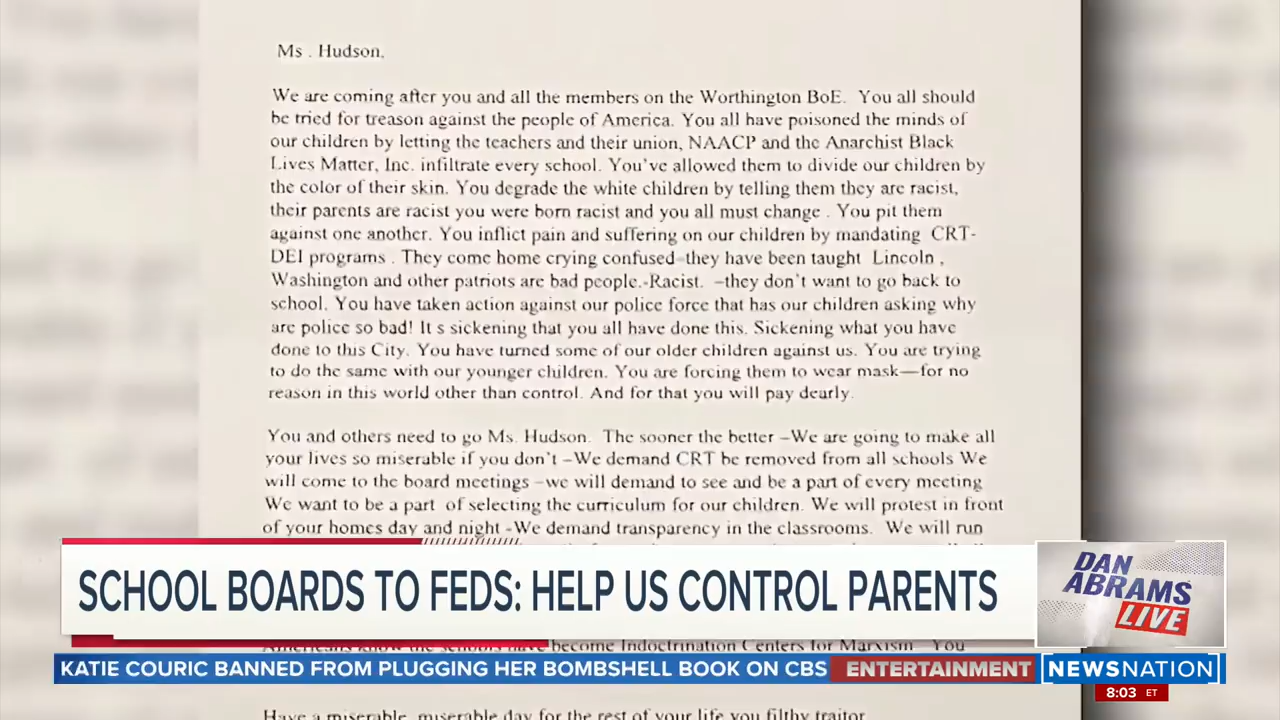 Ms . Hudson,
We are coming after you and all the members on the Worthington BoE. You all should
be tried for treason against the people of America. You all have poisoned the minds of
our children by letting the teachers and their union, NAACP and the Anarchist Black
Lives Matter, Inc. infiltrate every school. You've allowed them to divide our children by
the color of their skin. You degrade the white children by telling them they are racist,
their parents are racist you were born racist and you all must change . You pit them
against one another. You inflict pain and suffering on our children by mandating CRT-
DEI programs . They come home crying confused–they have been taught Lincoln ,
Washington and other patriots are bad people.-Racist. –they don't want to go back to
school. You have taken action against our police force that has our children asking why
are police so bad! It s sickening that you all have done this. Sickening what you have
done to this City. You have turned some of our older children against us. You are trying
to do the same with our younger children. You are forcing them to wear mask—for no
reason in this world other than control. And for that you will pay dearly.
You and others need to go Ms. Hudson. The sooner the better –We are going to make all
your lives so miserable if you don't –We demand CRT be removed from all schools We
will come to the board meetings –we will demand to see and be a part of every meeting
We want to be a part of selecting the curriculum for our children. We will protest in front
of your homes day and night -We demand transparency in the classrooms. We will run
SCHOOL BOARDS TO FEDS: HELP US CONTROL PARENTS
DAN
ABRAMS
LIVE
Americans know the schools have become Indoctrination Centers for Marxism You
KATIE COURIC BANNED FROM PLUGGING HER BOMBSHELL BOOK ON CBS ENTERTAINMENT NEWSNATION
8:03 ET
Have a miserable, miserable day for the rest of your life you filthy traitor